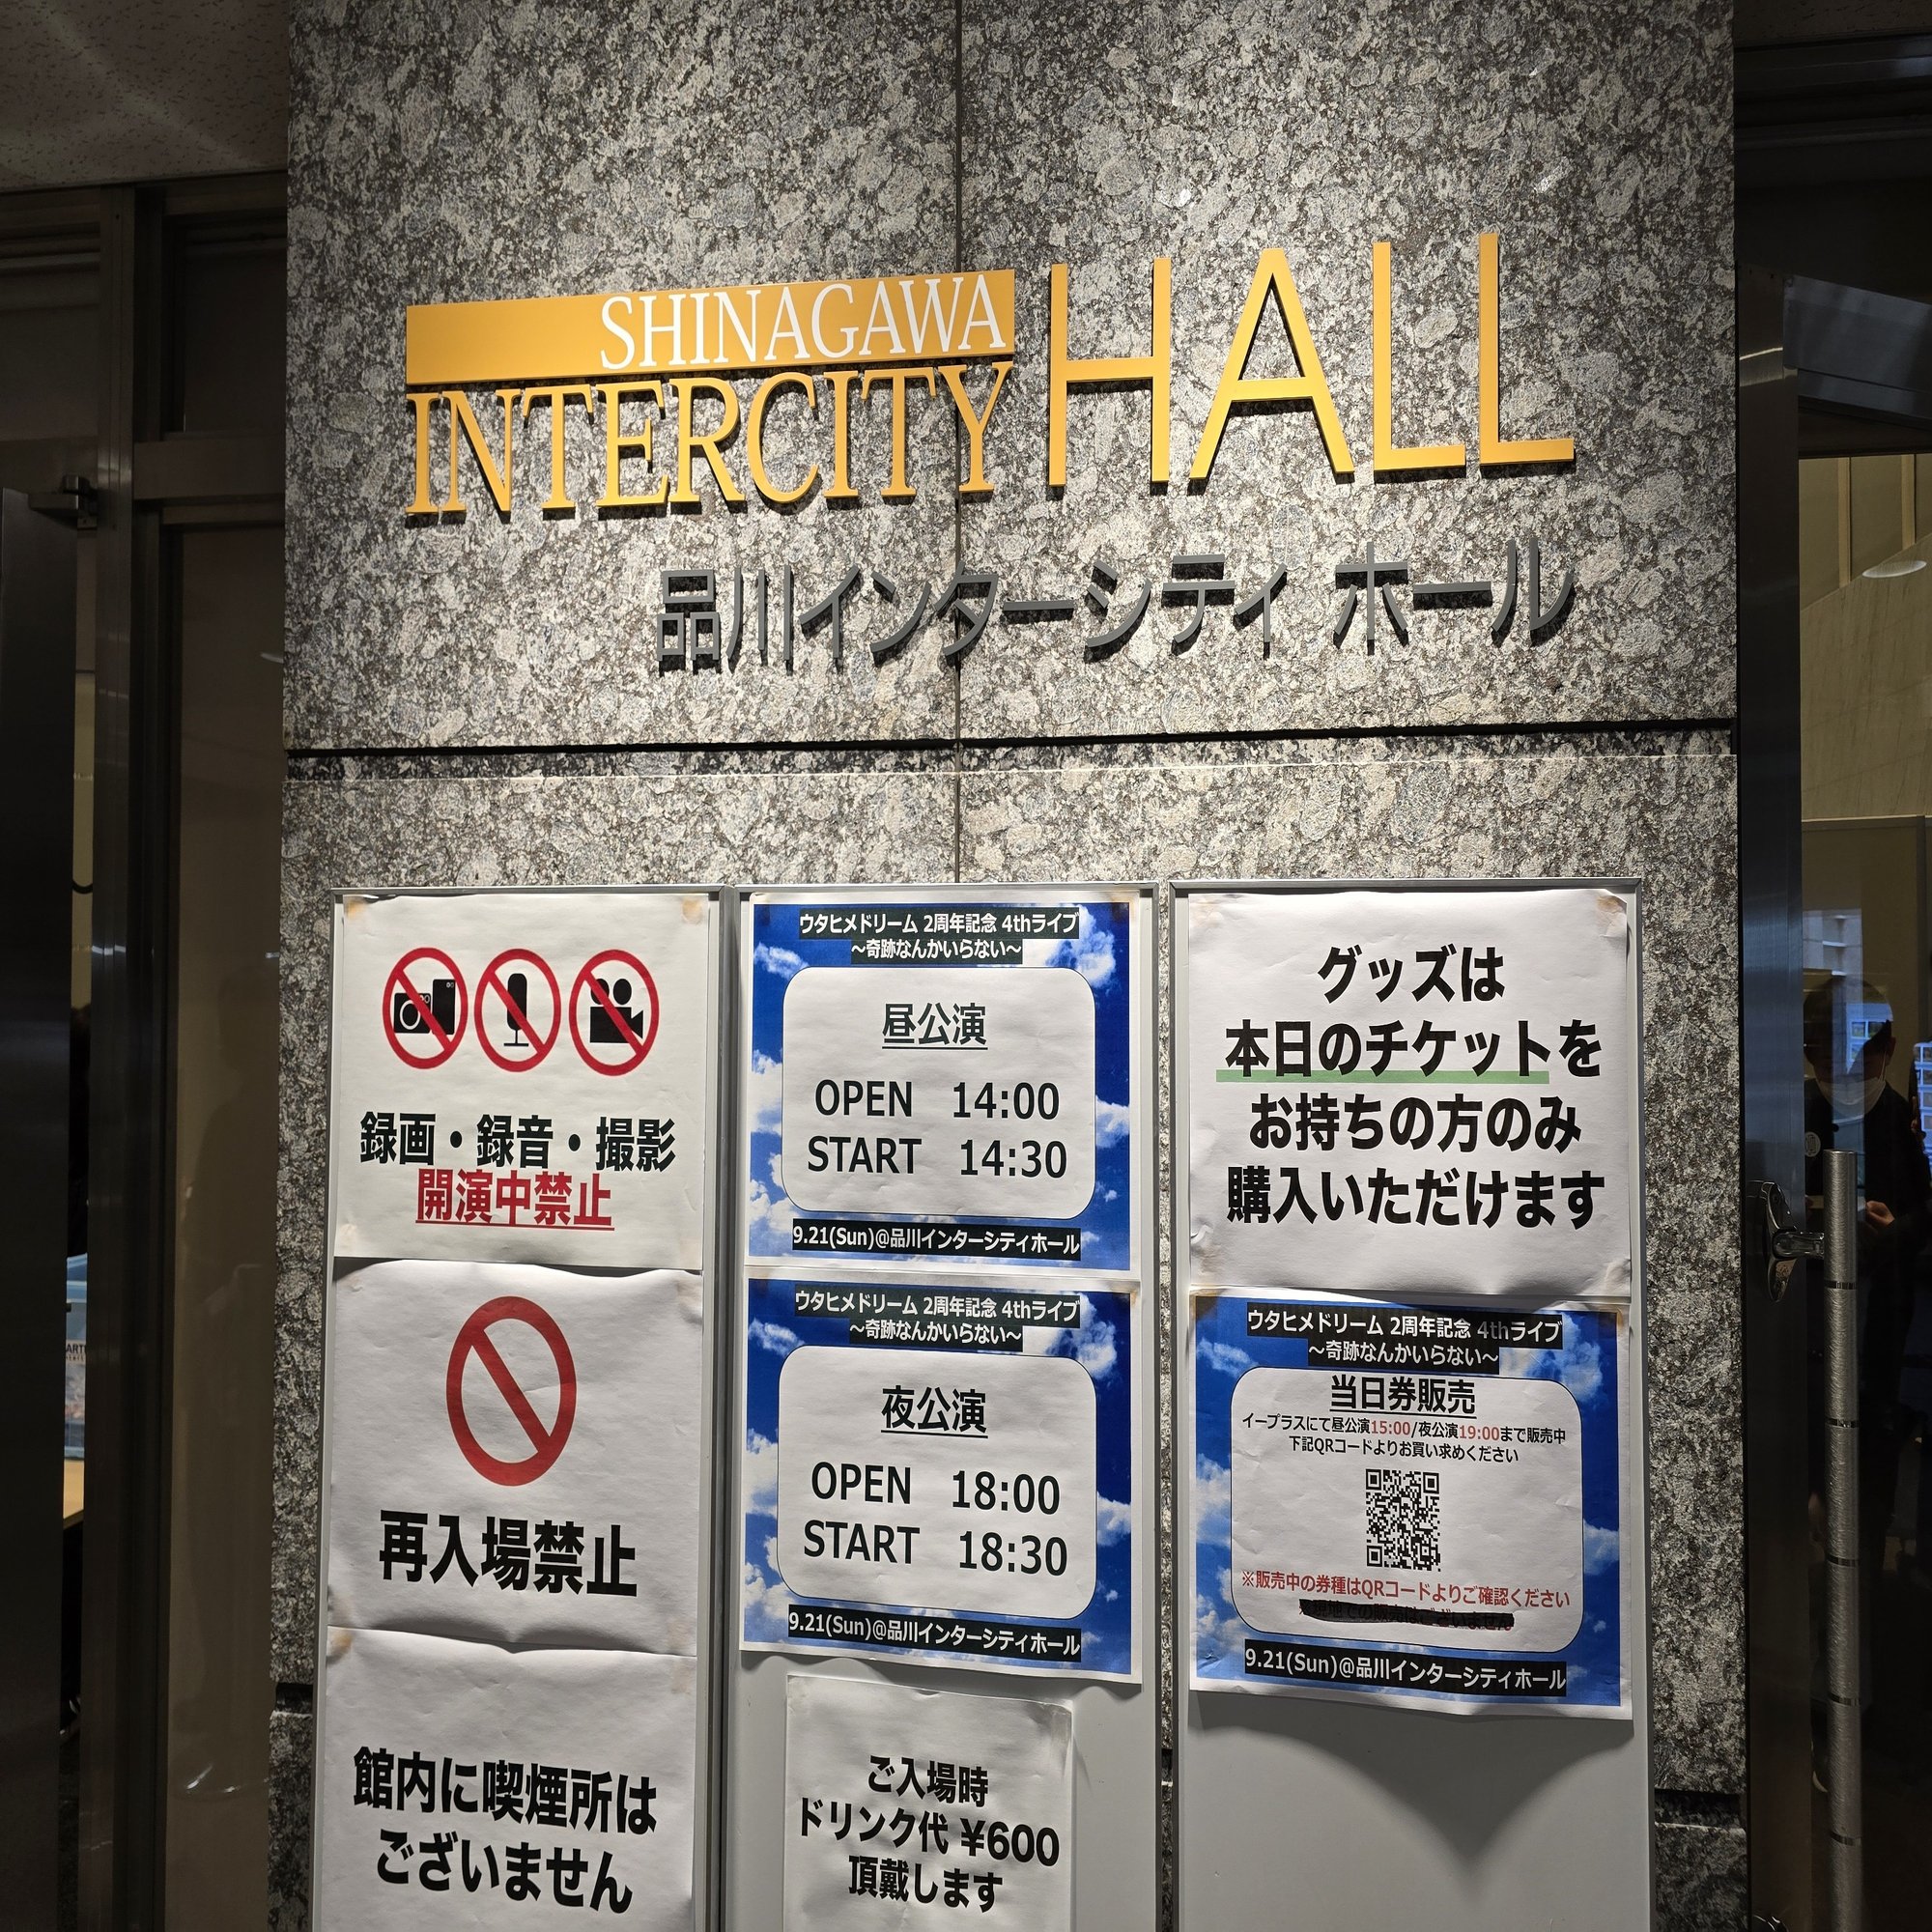 SHINAGAWA
INTERCITY HALL
品川インターシティ ホール
録画・録音・撮影
開演中禁止
再入場禁止
館内に喫煙所は
ございません
ウタヒメドリーム 2周年記念 4thライブ
～奇跡なんかいらない～
昼公演
OPEN 14:00
START 14:30
9.21(Sun)@品川インターシティホール
ウタヒメドリーム 2周年記念 4thライブ
～奇跡なんかいらない～
夜公演
OPEN 18:00
START 18:30
9.21(Sun)@品川インターシティホール
ご入場時
ドリンク代 ¥600
頂戴します
グッズは
本日のチケットを
お持ちの方のみ
購入いただけます
ウタヒメドリーム 2周年記念 4thライブ
～奇跡なんかいらない～
当日券販売
イープラスにて昼公演15:00/夜公演19:00まで販売中
下記QRコードよりお買い求めください
※販売中の券種はQRコードよりご確認ください
9.21(Sun)@品川インターシティホール